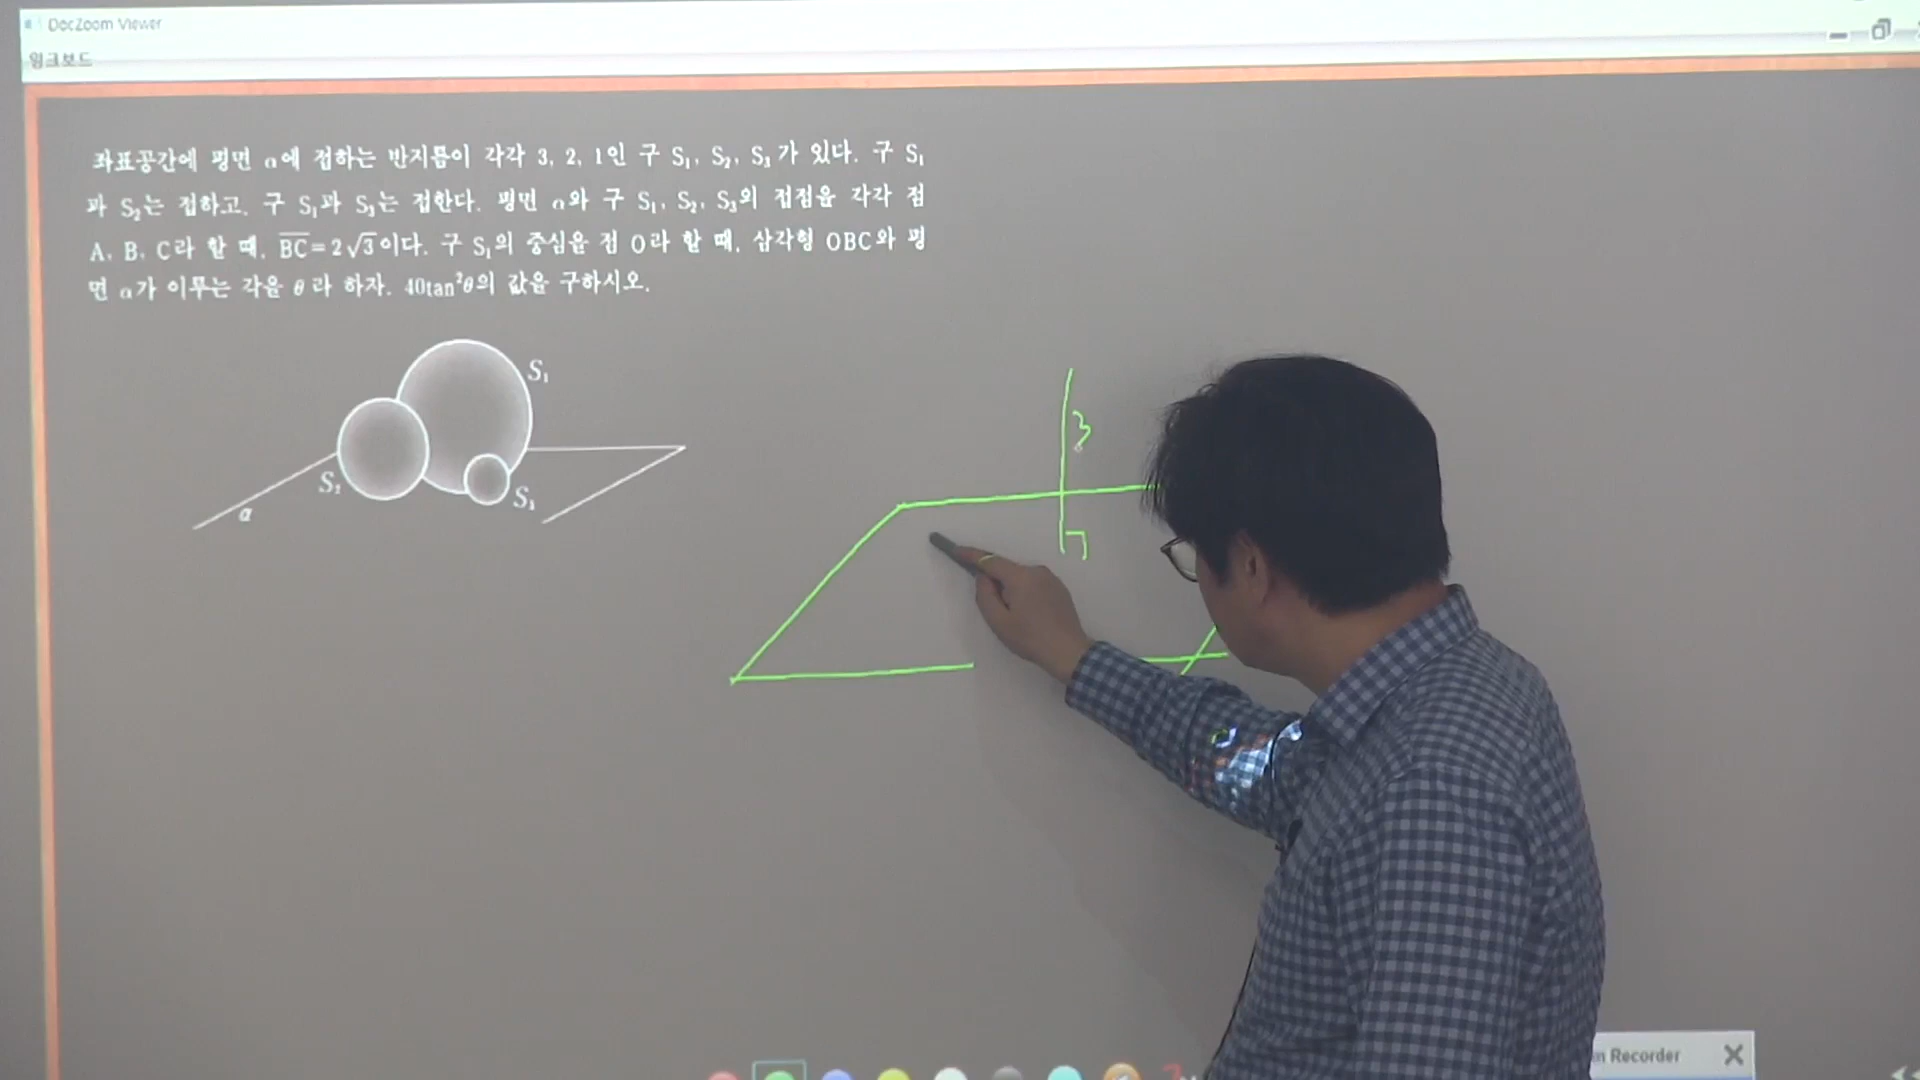 DocZoom Viewer
잉크보드
좌표공간에 평면 α에 접하는 반지름이 각각 3, 2, 1인 구 S₁, S₂, S₃가 있다. 구 S₁
과 S₂는 접하고, 구 S₁과 S₃는 접한다. 평면 α와 구 S₁, S₂, S₃의 접점을 각각 점
A, B, C라 할 때, BC=2√3이다. 구 S₁의 중심을 점 O라 할 때, 삼각형 OBC와 평
면 α가 이루는 각을 θ라 하자. 40tan²θ의 값을 구하시오.
S₁
S₂
S₃
α
3
Recorder